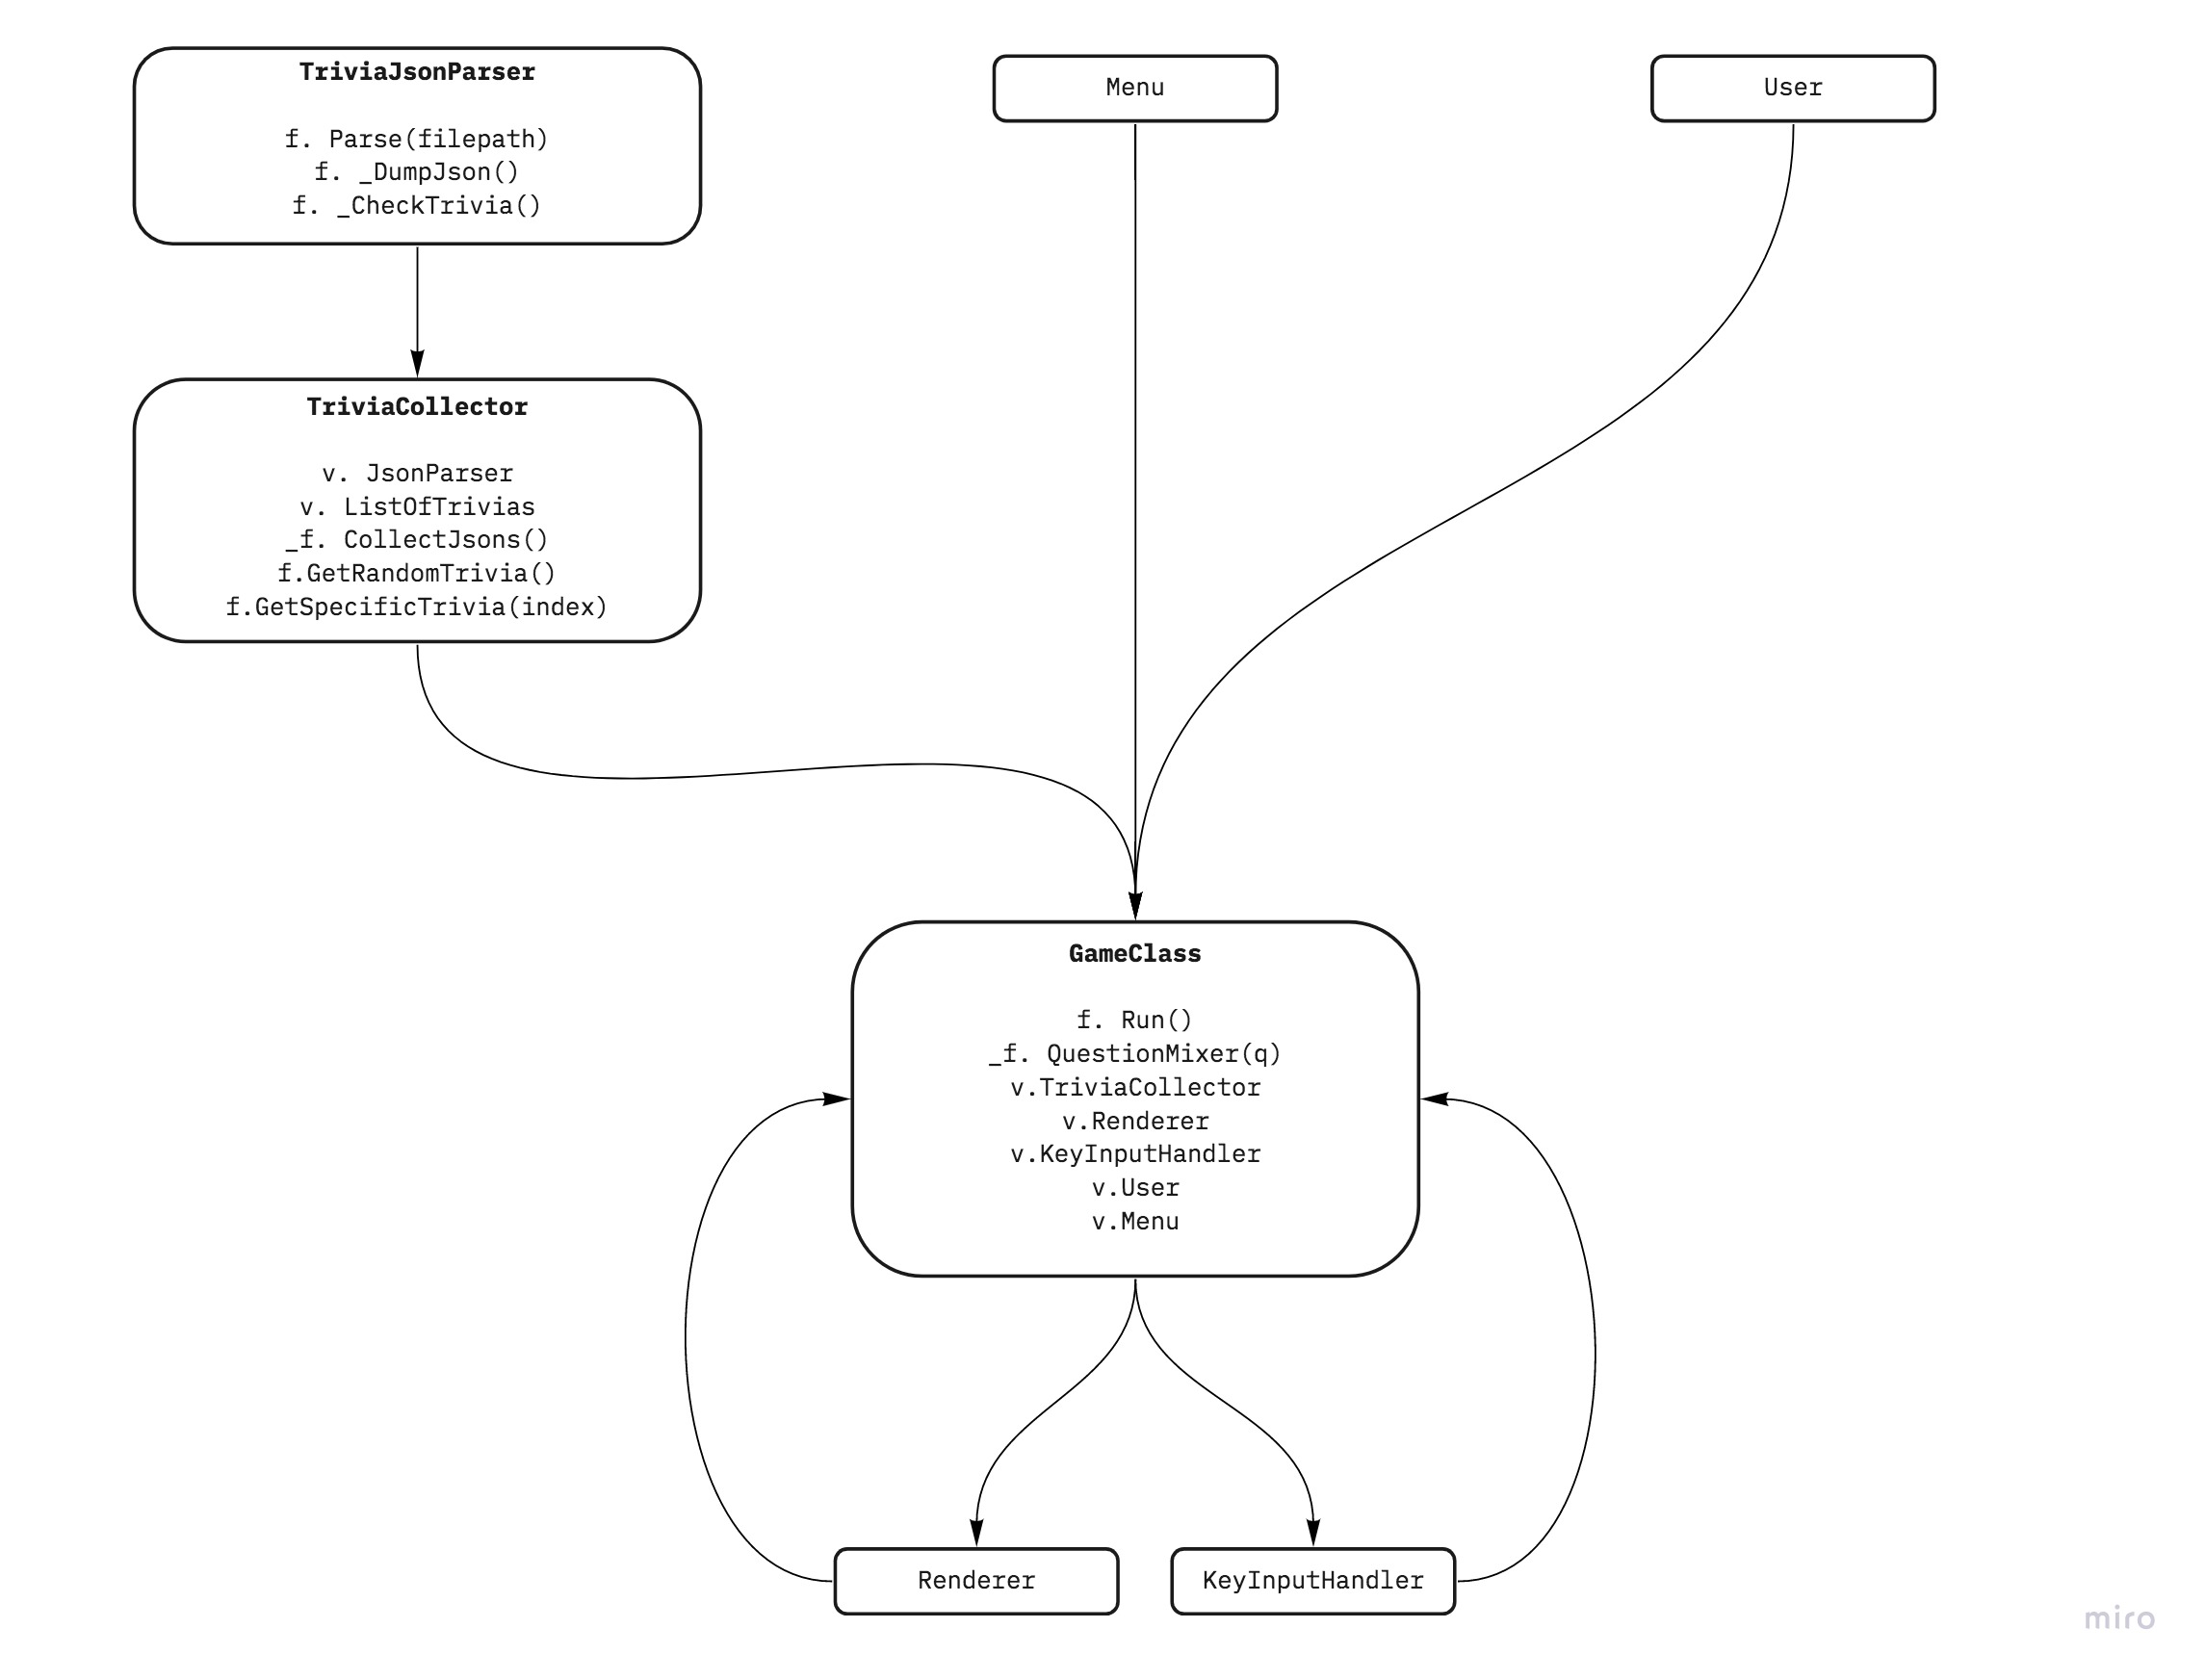 TriviaJsonParser
f. Parse(filepath)
f. _DumpJson()
f. _CheckTrivia()
Menu
User
TriviaCollector
v. JsonParser
v. ListOfTrivias
_f. CollectJsons()
f.GetRandomTrivia()
f.GetSpecificTrivia(index)
GameClass
f. Run()
_f. QuestionMixer(q)
v.TriviaCollector
v.Renderer
v.KeyInputHandler
v.User
v.Menu
Renderer
KeyInputHandler
miro